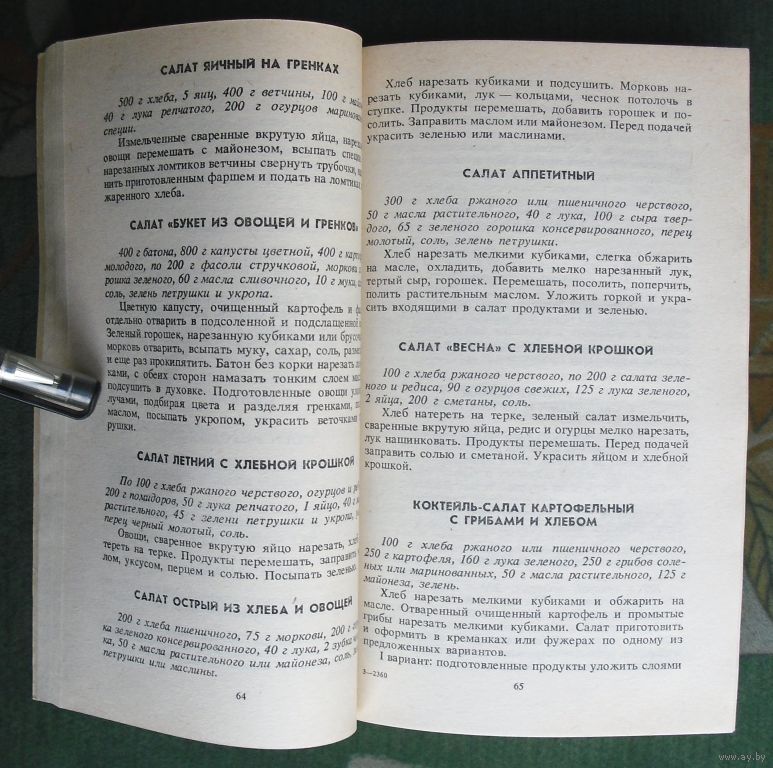 САЛАТ ЯИЧНЫЙ НА ГРЕНКАХ
500 г хлеба, 5 яиц, 400 г ветчины, 100 г
40 г лука репчатого, 200 г огурцов
специи.
Измельченные сваренные вкрутую яйца,
овощи перемешать с майонезом, всыпать
нарезанных ломтиков ветчины свернуть трубочки,
нить приготовленным фаршем и подать на
жаренного хлеба.
САЛАТ «БУКЕТ ИЗ ОВОЩЕЙ И ГРЕНКОВ»
400 г батона, 800 г капусты цветной, 400 г
молодого, по 200 г фасоли стручковой, моркови
рошка зеленого, 60 г масла сливочного, 10 г муки,
соль, зелень петрушки и укропа.
Цветную капусту, очищенный картофель и
отдельно отварить в подсоленной и подслащенной
Зеленый горошек, нарезанную кубиками или
морковь отварить, всыпать муку, сахар, соль,
и еще раз прокипятить. Батон без корки нарезать
ками, с обеих сторон намазать тонким слоем
подсушить в духовке. Подготовленные овощи
лучами, подбирая цвета и разделяя гренками,
маслом, посыпать укропом, украсить веточками
рушки.
САЛАТ ЛЕТНИЙ С ХЛЕБНОЙ КРОШКОЙ
По 100 г хлеба ржаного черствого, огурцов и
200 г помидоров, 50 г лука репчатого, 1 яйцо, 40 г
растительного, 45 г зелени петрушки и укропа,
перец черный молотый, соль.
Овощи, сваренное вкрутую яйцо нарезать,
тереть на терке. Продукты перемешать, заправить
лом, уксусом, перцем и солью. Посыпать
САЛАТ ОСТРЫЙ ИЗ ХЛЕБА И ОВОЩЕЙ
200 г хлеба пшеничного, 75 г моркови, 200 г
ка зеленого консервированного, 40 г лука, 2 зубка
ка, 50 г масла растительного или майонеза, соль,
петрушки или маслины.
64
Хлеб нарезать кубиками и подсушить. Морковь на-
резать кубиками, лук — кольцами, чеснок потолочь в
ступке. Продукты перемешать, добавить горошек и по-
солить. Заправить маслом или майонезом. Перед подачей
украсить зеленью или маслинами.
САЛАТ АППЕТИТНЫЙ
300 г хлеба ржаного или пшеничного черствого,
50 г масла растительного, 40 г лука, 100 г сыра твер-
дого, 65 г зеленого горошка консервированного, перец
молотый, соль, зелень петрушки.
Хлеб нарезать мелкими кубиками, слегка обжарить
на масле, охладить, добавить мелко нарезанный лук,
тертый сыр, горошек. Перемешать, посолить, поперчить,
полить растительным маслом. Уложить горкой и укра-
сить входящими в салат продуктами и зеленью.
САЛАТ «ВЕСНА» С ХЛЕБНОЙ КРОШКОЙ
100 г хлеба ржаного черствого, по 200 г салата зеле-
ного и редиса, 90 г огурцов свежих, 125 г лука зеленого,
2 яйца, 200 г сметаны, соль.
Хлеб натереть на терке, зеленый салат измельчить,
сваренные вкрутую яйца, редис и огурцы мелко нарезать,
лук нашинковать. Продукты перемешать. Перед подачей
заправить солью и сметаной. Украсить яйцом и хлебной
крошкой.
КОКТЕЙЛЬ-САЛАТ КАРТОФЕЛЬНЫЙ
С ГРИБАМИ И ХЛЕБОМ
100 г хлеба ржаного или пшеничного черствого,
250 г картофеля, 160 г лука зеленого, 250 г грибов соле-
ных или маринованных, 50 г масла растительного, 125 г
майонеза, зелень.
Хлеб нарезать мелкими кубиками и обжарить на
масле. Отваренный очищенный картофель и промытые
грибы нарезать мелкими кубиками. Салат приготовить
и оформить в креманках или фужерах по одному из
предложенных вариантов.
I вариант: подготовленные продукты уложить слоями
3—2360
65
www.ay.by